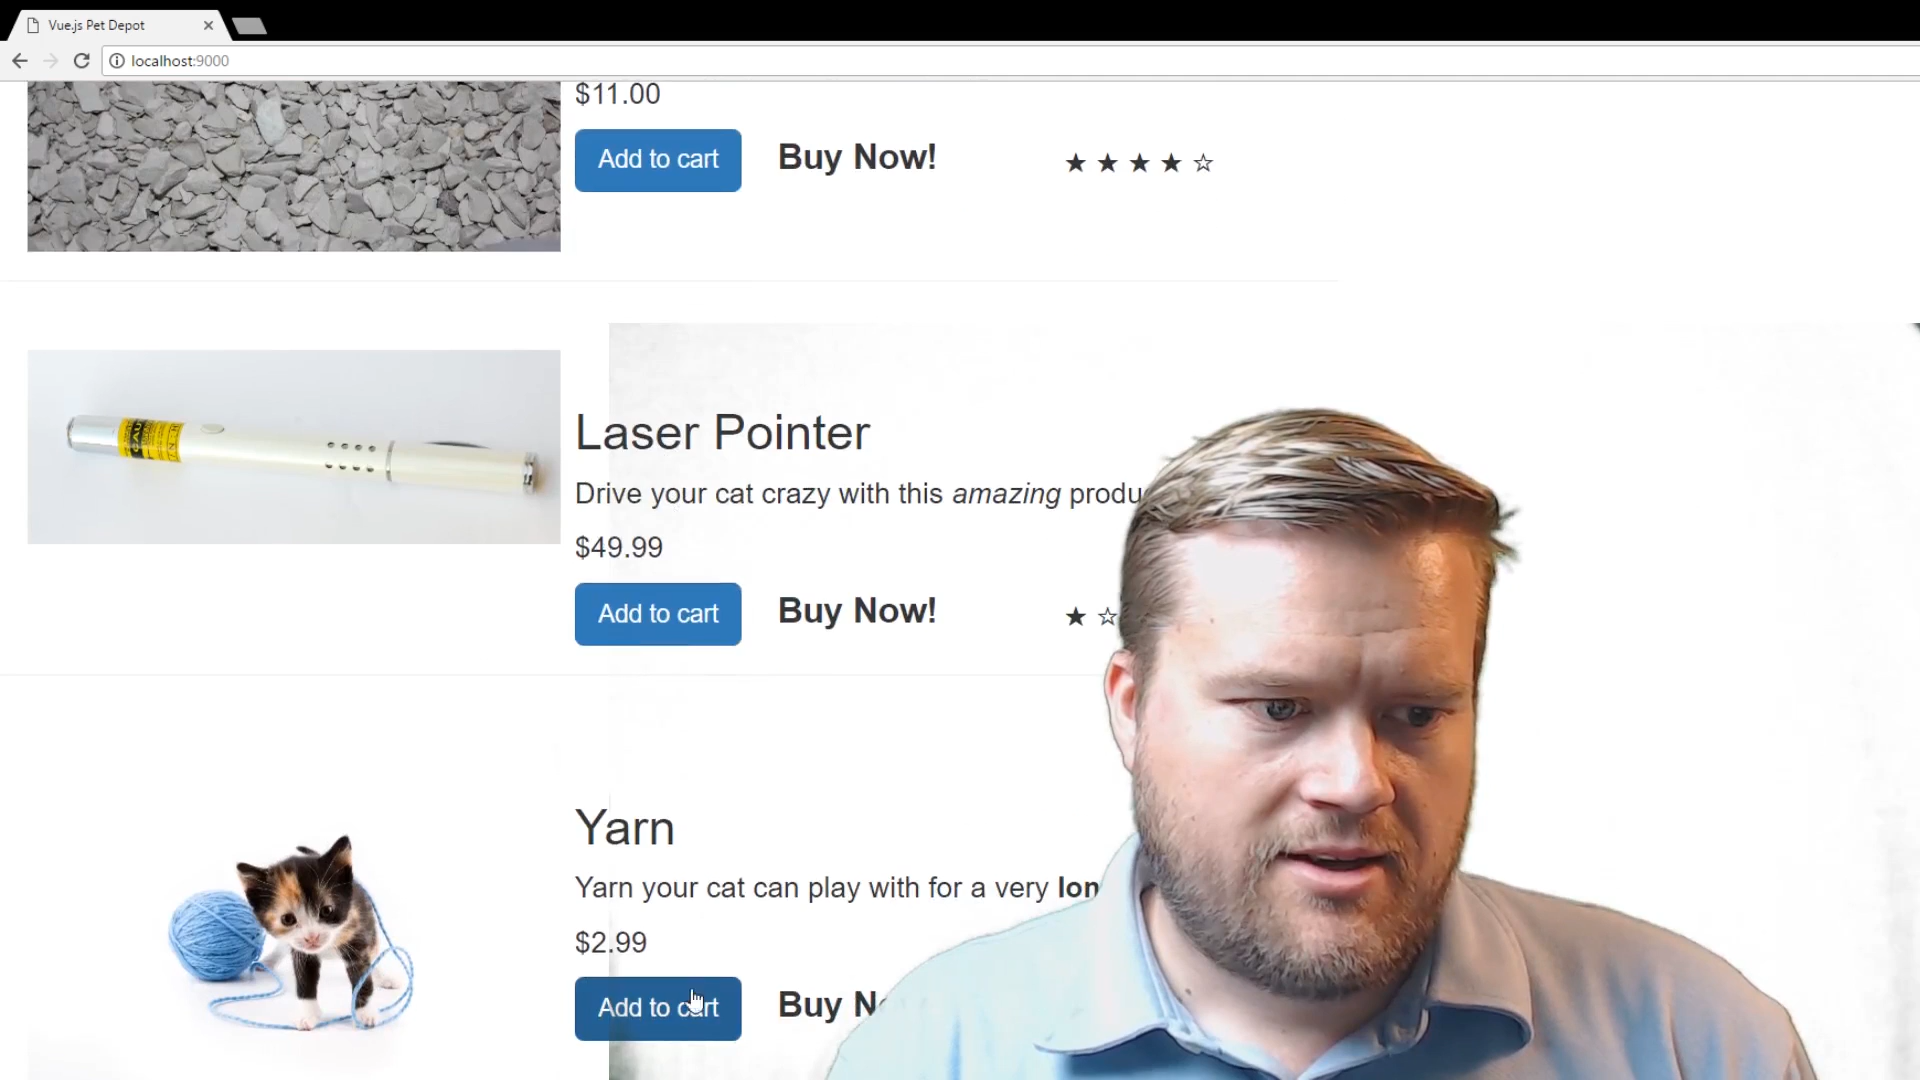 Vue.js Pet Depot
localhost:9000
$11.00
Add to cart Buy Now! ★ ★ ★ ★ ☆
Laser Pointer
Drive your cat crazy with this amazing produ
$49.99
Add to cart Buy Now! ★ ☆
Yarn
Yarn your cat can play with for a very lon
$2.99
Add to cart Buy N